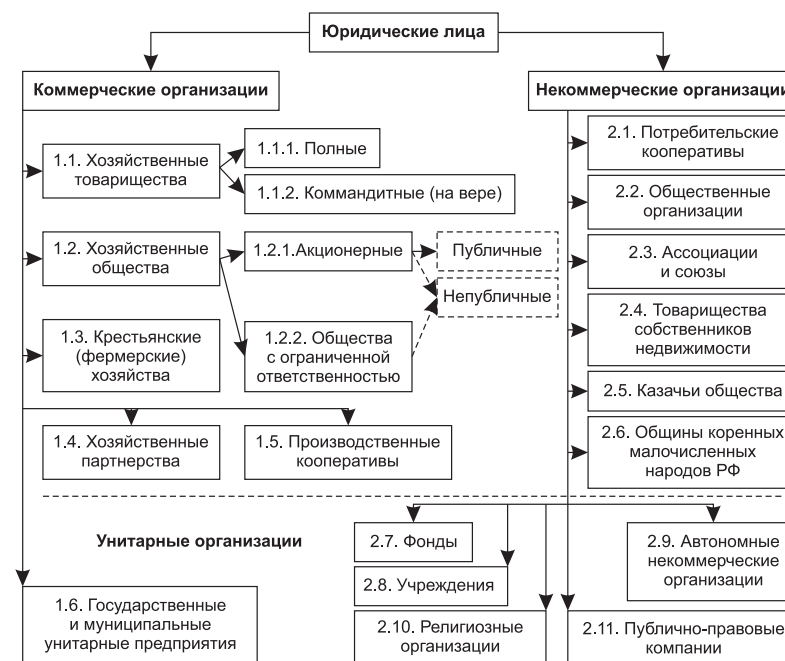 Юридические лица
Коммерческие организации
Некоммерческие организации
1.1. Хозяйственные
товарищества
1.1.1. Полные
1.1.2. Коммандитные (на вере)
1.2. Хозяйственные
общества
1.2.1.Акционерные
Публичные
Непубличные
1.2.2. Общества
с ограниченной
ответственностью
1.3. Крестьянские
(фермерские)
хозяйства
1.4. Хозяйственные
партнерства
1.5. Производственные
кооперативы
2.1. Потребительские
кооперативы
2.2. Общественные
организации
2.3. Ассоциации
и союзы
2.4. Товарищества
собственников
недвижимости
2.5. Казачьи общества
2.6. Общины коренных
малочисленных
народов РФ
Унитарные организации
2.7. Фонды
2.8. Учреждения
2.9. Автономные
некоммерческие
организации
1.6. Государственные
и муниципальные
унитарные предприятия
2.10. Религиозные
организации
2.11. Публично-правовые
компании